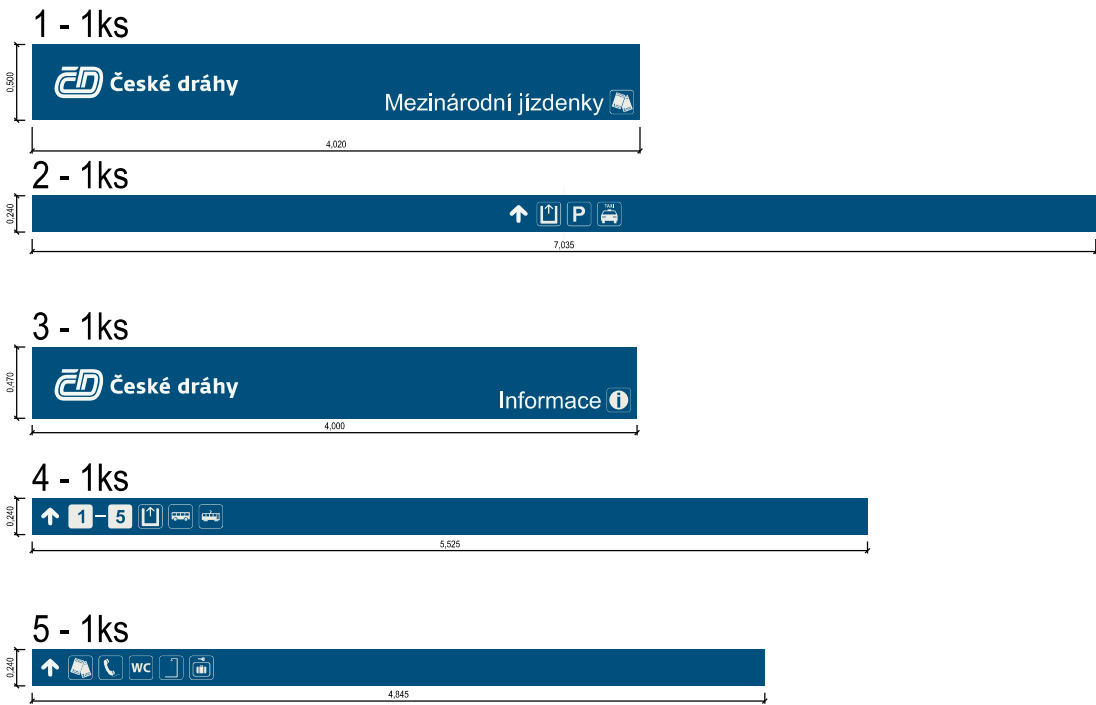 1 - 1ks
0,500
ČD České dráhy
Mezinárodní jízdenky
4,020
2 - 1ks
0,240
P TAXI
7,035
3 - 1ks
0,470
ČD České dráhy
Informace i
4,000
4 - 1ks
0,240
1 – 5
5,525
5 - 1ks
0,240
WC
4,845